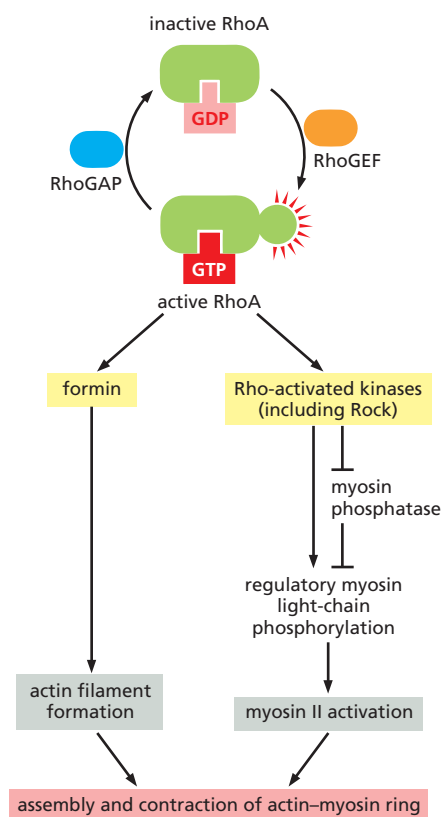 inactive RhoA
GDP
RhoGAP
RhoGEF
GTP
active RhoA
formin
Rho-activated kinases
(including Rock)
myosin
phosphatase
regulatory myosin
light-chain
phosphorylation
actin filament
formation
myosin II activation
assembly and contraction of actin–myosin ring